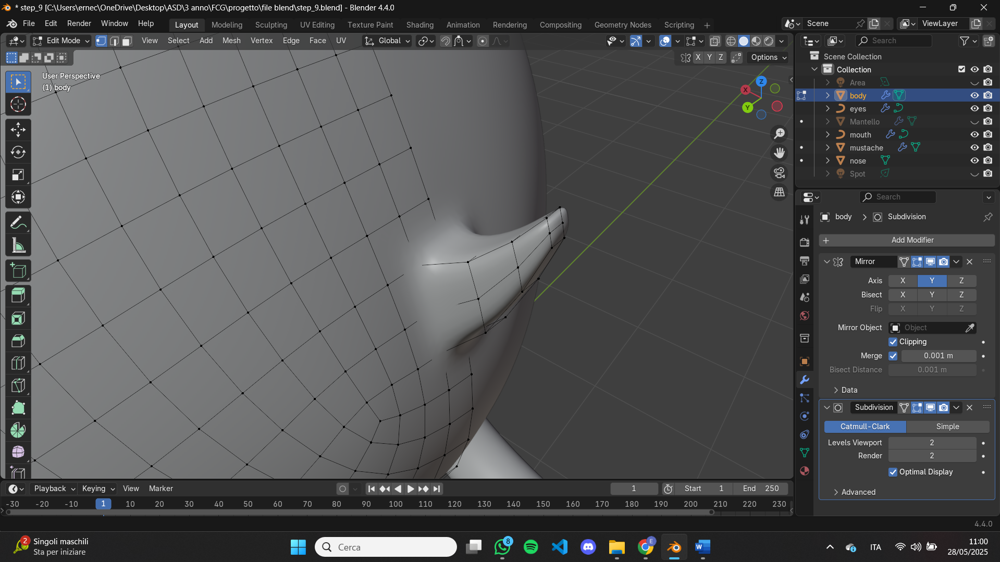 * step_9 [C:\Users\ernec\OneDrive\Desktop\ASD\3 anno\FCG\progetto\file blend\step_9.blend] - Blender 4.4.0
File Edit Render Window Help Layout Modeling Sculpting UV Editing Texture Paint Shading Animation Rendering Compositing Geometry Nodes Scripting + Scene ViewLayer
Edit Mode View Select Add Mesh Vertex Edge Face UV Global Search
X Y Z Options
User Perspective
(1) body
Z
X
Y
Scene Collection
Collection
Area
body
eyes
Mantello
mouth
mustache
nose
Spot
Search
body > Subdivision
+ Add Modifier
Mirror
Axis X Y Z
Bisect X Y Z
Flip X Y Z
Mirror Object Object
Clipping
Merge 0.001 m
Bisect Distance 0.001 m
Data
Subdivision
Catmull-Clark Simple
Levels Viewport 2
Render 2
Optimal Display
Advanced
Playback Keying View Marker 1 Start 1 End 250
-30 -20 -10 1 10 20 30 40 50 60 70 80 90 100 110 120 130 140 150 160 170 180 190 200 210 220 230
4.4.0
2 Singoli maschili
Sta per iniziare
Cerca
8
E
W
ITA
11:00
28/05/2025